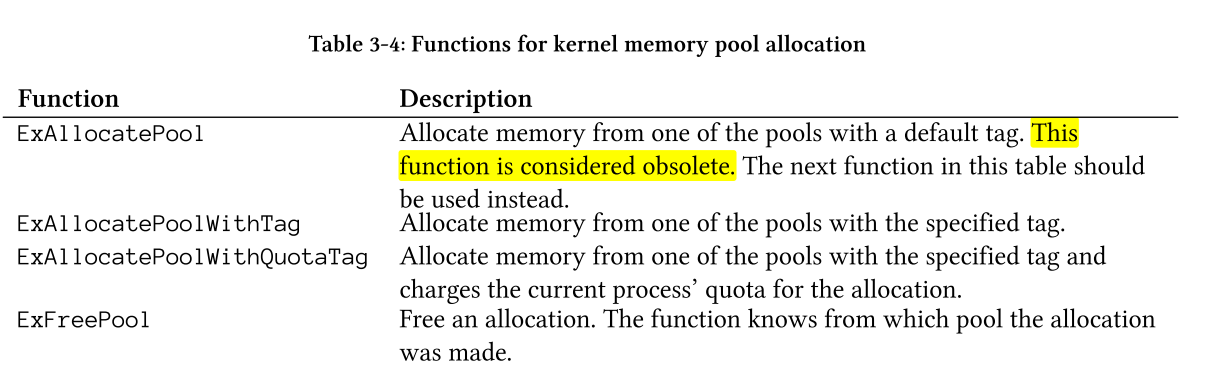 Table 3-4: Functions for kernel memory pool allocation
Function Description
ExAllocatePool Allocate memory from one of the pools with a default tag. This
function is considered obsolete. The next function in this table should
be used instead.
ExAllocatePoolWithTag Allocate memory from one of the pools with the specified tag.
ExAllocatePoolWithQuotaTag Allocate memory from one of the pools with the specified tag and
charges the current process’ quota for the allocation.
ExFreePool Free an allocation. The function knows from which pool the allocation
was made.